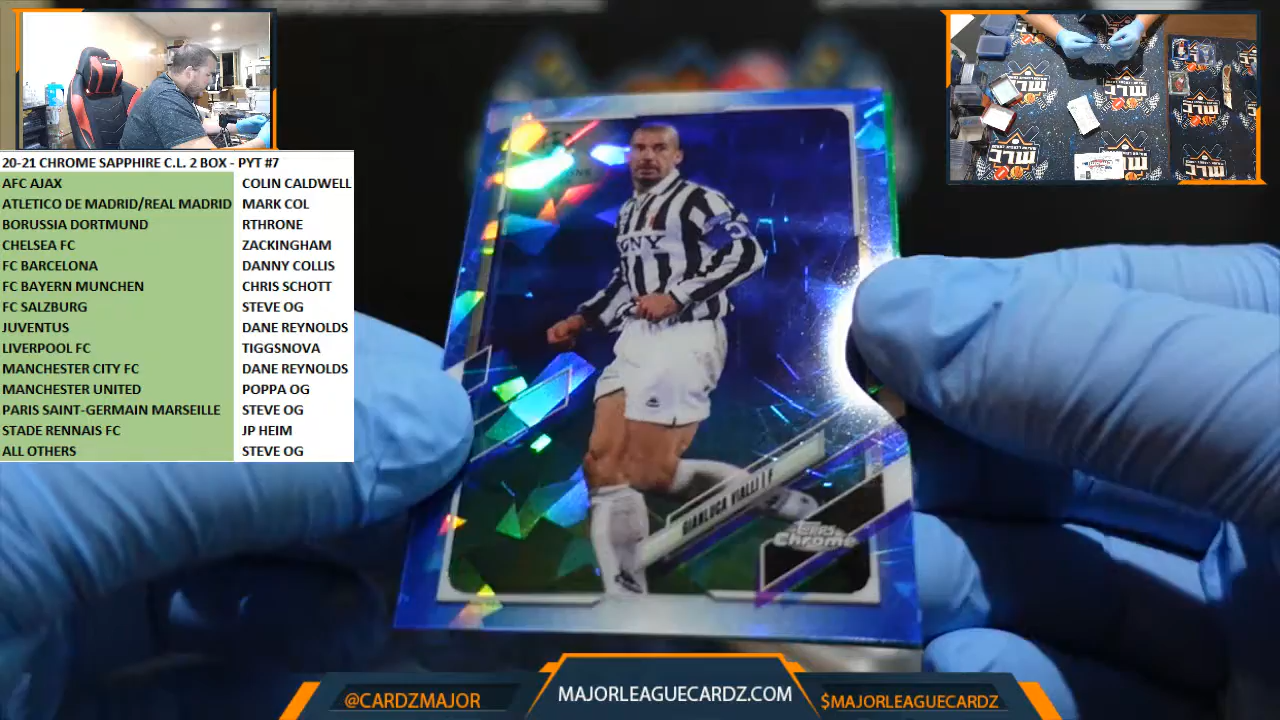 20-21 CHROME SAPPHIRE C.L. 2 BOX - PYT #7
AFC AJAX COLIN CALDWELL
ATLETICO DE MADRID/REAL MADRID MARK COL
BORUSSIA DORTMUND RTHRONE
CHELSEA FC ZACKINGHAM
FC BARCELONA DANNY COLLIS
FC BAYERN MUNCHEN CHRIS SCHOTT
FC SALZBURG STEVE OG
JUVENTUS DANE REYNOLDS
LIVERPOOL FC TIGGSNOVA
MANCHESTER CITY FC DANE REYNOLDS
MANCHESTER UNITED POPPA OG
PARIS SAINT-GERMAIN MARSEILLE STEVE OG
STADE RENNAIS FC JP HEIM
ALL OTHERS STEVE OG
GIANLUCA VIALLI | F
TOPPS
Chrome
@CARDZMAJOR
MAJORLEAGUECARDZ.COM
$MAJORLEAGUECARDZ